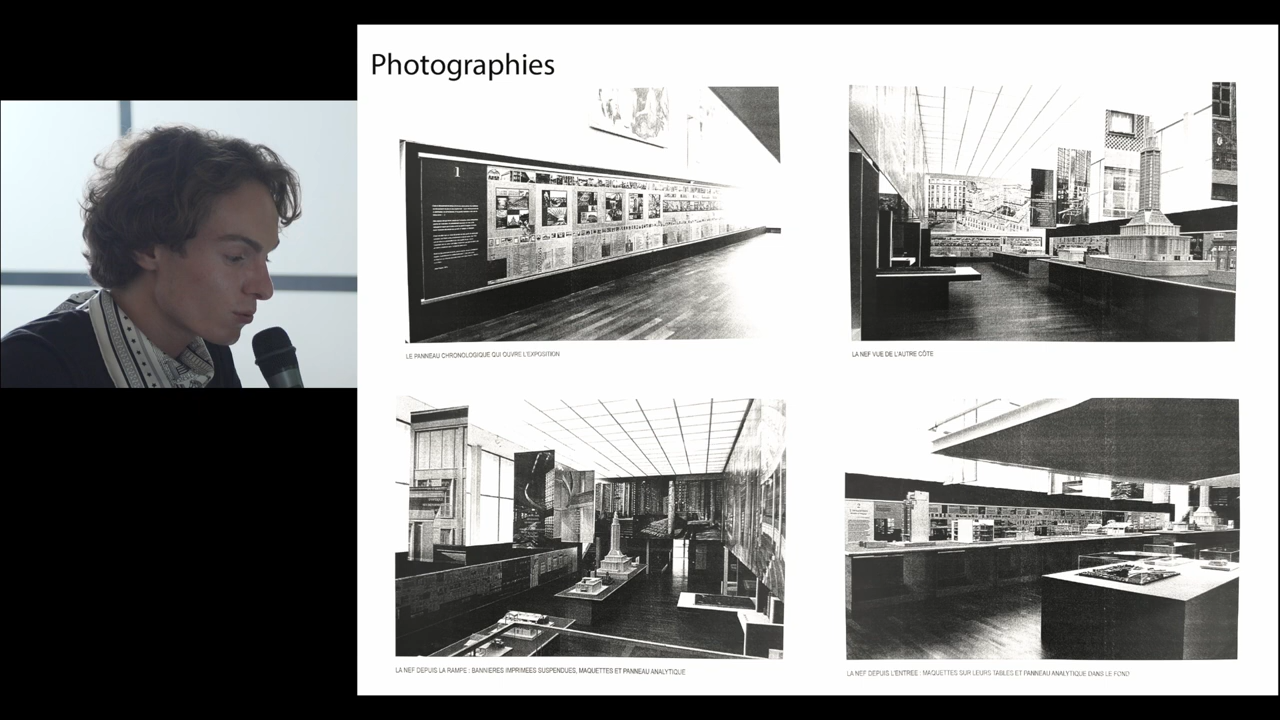 Photographies
1
LE PANNEAU CHRONOLOGIQUE QUI OUVRE L'EXPOSITION
LA NEF VUE DE L'AUTRE CÔTE
LA NEF DEPUIS LA RAMPE : BANNIERES IMPRIMEES SUSPENDUES, MAQUETTES ET PANNEAU ANALYTIQUE
LA NEF DEPUIS L'ENTREE : MAQUETTES SUR LEURS TABLES ET PANNEAU ANALYTIQUE DANS LE FOND